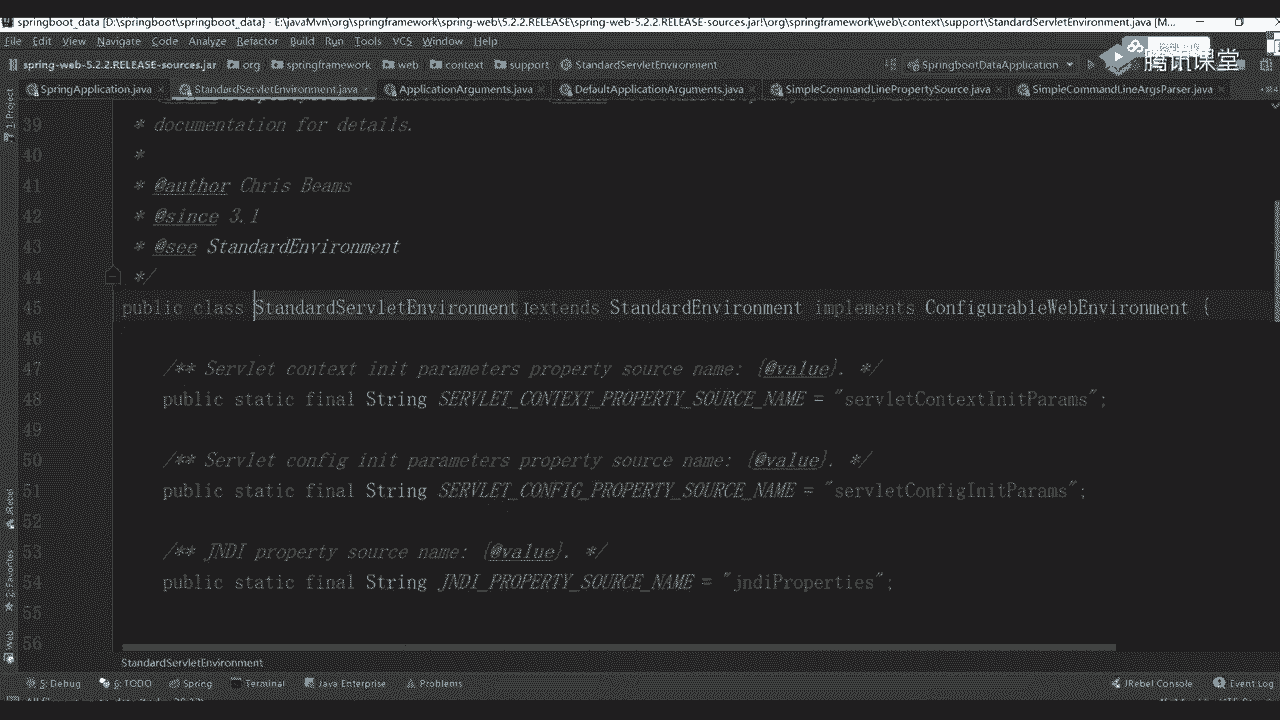 springboot_data [D:\springboot\springboot_data] - E:\javaMvn\org\springframework\spring-web\5.2.2.RELEASE\spring-web-5.2.2.RELEASE-sources.jar!\org\springframework\web\context\support\StandardServletEnvironment.java [M...
File Edit View Navigate Code Analyze Refactor Build Run Tools VCS Window Help
spring-web-5.2.2.RELEASE-sources.jar org springframework web support StandardServletEnvironment SpringbootDataApplication
腾讯课堂
SpringApplication.java StandardServletEnvironment.java ApplicationArguments.java DefaultApplicationArguments.java SimpleCommandLinePropertySource.java SimpleCommandLineArgsParser.java
1: Project
39 * documentation for details.
40 *
41 * @author Chris Beams
42 * @since 3.1
43 * @see StandardEnvironment
44 */
45 public class StandardServletEnvironment extends StandardEnvironment implements ConfigurableWebEnvironment {
46
47 /** Servlet context init parameters property source name: {@value}. */
48 public static final String SERVLET_CONTEXT_PROPERTY_SOURCE_NAME = "servletContextInitParams";
49
50 /** Servlet config init parameters property source name: {@value}. */
51 public static final String SERVLET_CONFIG_PROPERTY_SOURCE_NAME = "servletConfigInitParams";
52
53 /** JNDI property source name: {@value}. */
54 public static final String JNDI_PROPERTY_SOURCE_NAME = "jndiProperties";
55
56
JRebel
2: Favorites
Web
StandardServletEnvironment
5: Debug 6: TODO Spring Terminal Java Enterprise Problems JRebel Console Event Log